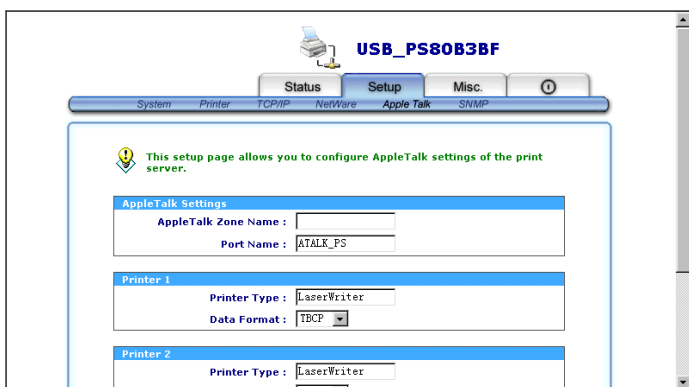 USB_PS80B3BF
Status Setup Misc.
System Printer TCP/IP NetWare Apple Talk SNMP
This setup page allows you to configure AppleTalk settings of the print
server.
AppleTalk Settings
AppleTalk Zone Name :
Port Name : ATALK_PS
Printer 1
Printer Type : LaserWriter
Data Format : TBCP
Printer 2
Printer Type : LaserWriter